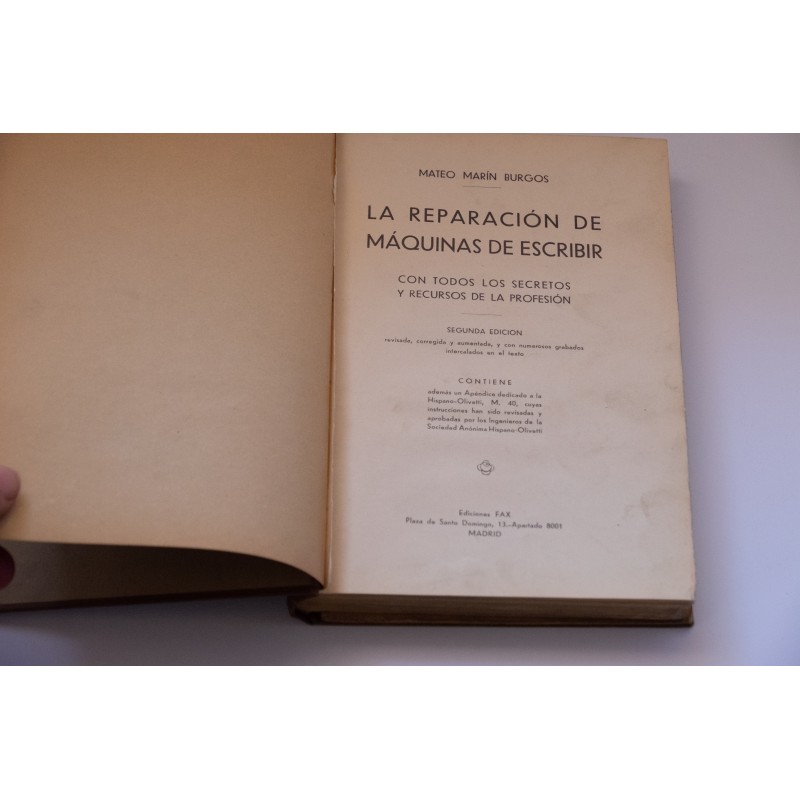 MATEO MARÍN BURGOS
LA REPARACIÓN DE
MÁQUINAS DE ESCRIBIR
CON TODOS LOS SECRETOS
Y RECURSOS DE LA PROFESIÓN
SEGUNDA EDICION
revisada, corregida y aumentada, y con numerosos grabados
intercalados en el texto
CONTIENE
además un Apéndice dedicado a la
Hispano-Olivetti, M. 40, cuyas
instrucciones han sido revisadas y
aprobadas por los Ingenieros de la
Sociedad Anónima Hispano-Olivetti
Ediciones FAX
Plaza de Santo Domingo, 13.-Apartado 8001
MADRID